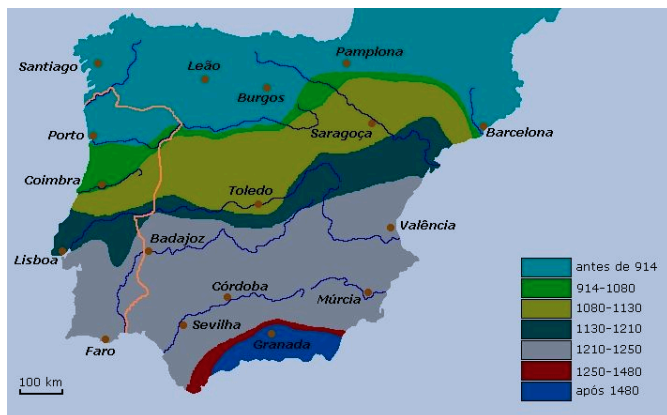 Santiago
Leão
Pamplona
Burgos
Porto
Saragoça
Barcelona
Coimbra
Toledo
Valência
Lisboa
Badajoz
Córdoba
Múrcia
Sevilha
Faro
Granada
100 km
antes de 914
914-1080
1080-1130
1130-1210
1210-1250
1250-1480
após 1480